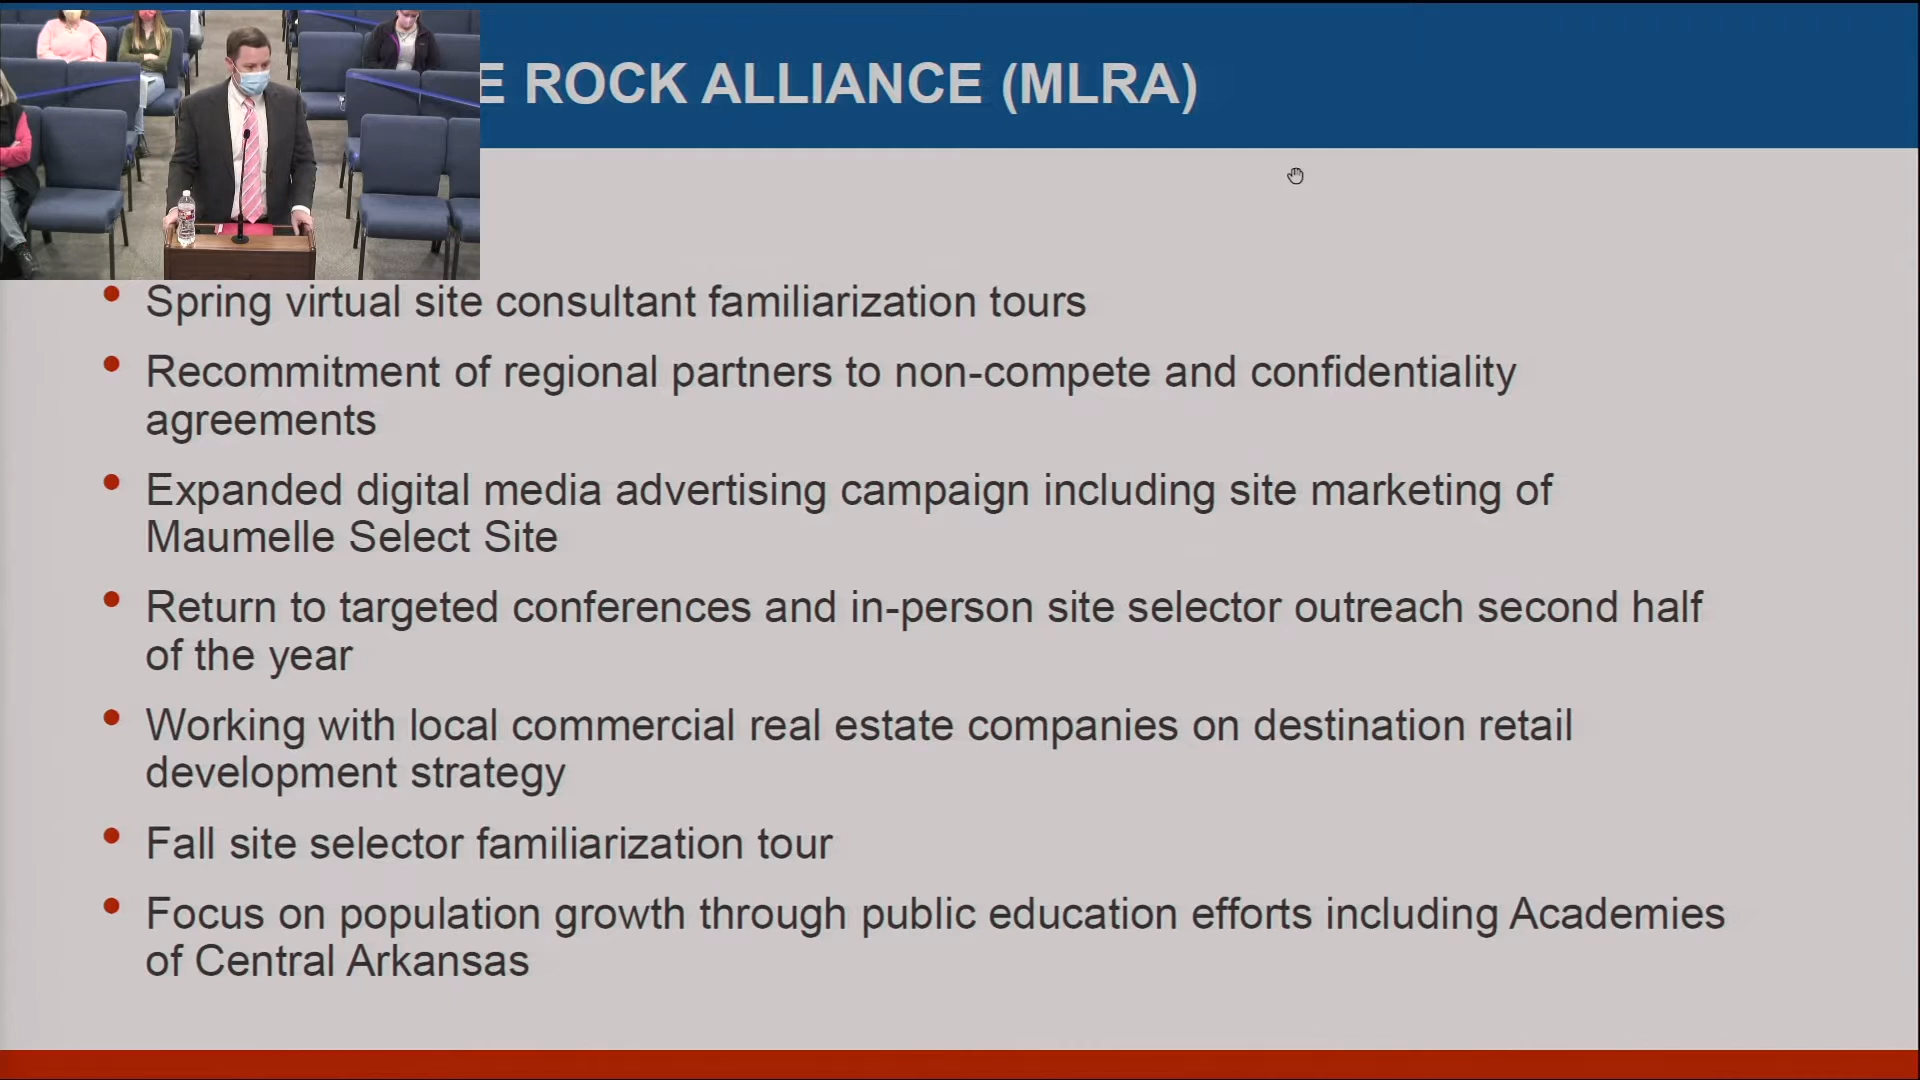 E ROCK ALLIANCE (MLRA)
• Spring virtual site consultant familiarization tours
• Recommitment of regional partners to non-compete and confidentiality
agreements
• Expanded digital media advertising campaign including site marketing of
Maumelle Select Site
• Return to targeted conferences and in-person site selector outreach second half
of the year
• Working with local commercial real estate companies on destination retail
development strategy
• Fall site selector familiarization tour
• Focus on population growth through public education efforts including Academies
of Central Arkansas